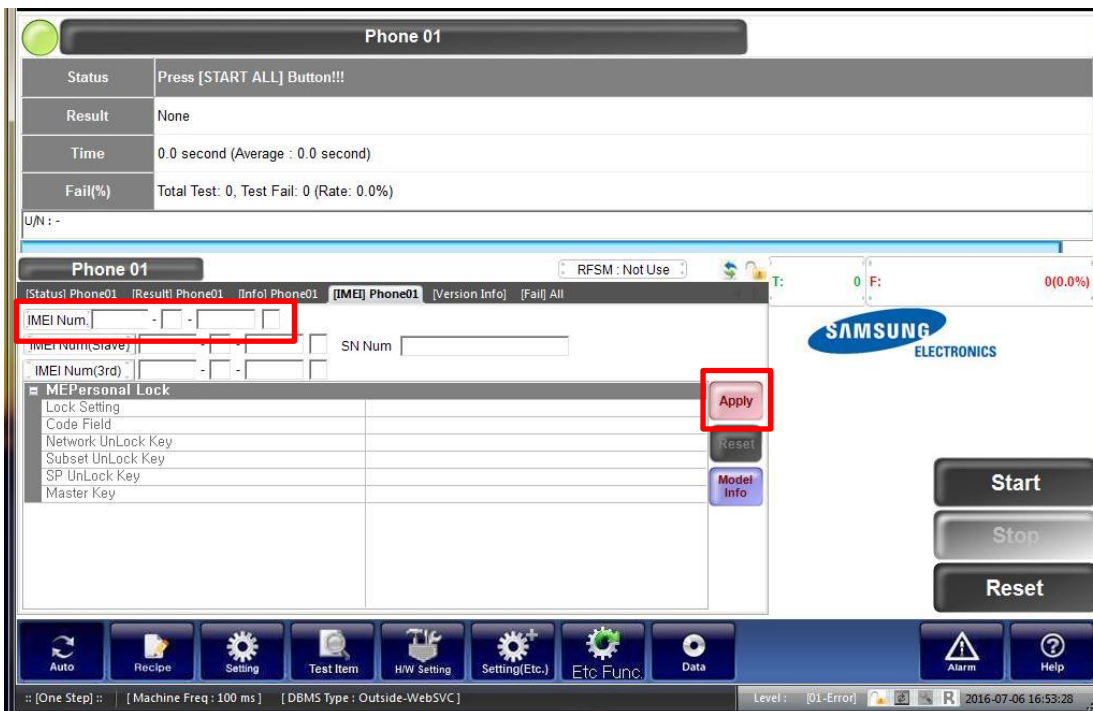 Phone 01
Status Press [START ALL] Button!!!
Result None
Time 0.0 second (Average : 0.0 second)
Fail(%) Total Test: 0, Test Fail: 0 (Rate: 0.0%)
U/N : -
Phone 01 RFSM : Not Use
T: 0 F: 0(0.0%)
[Status] Phone01 [Result] Phone01 [Info] Phone01 [IMEI] Phone01 [Version Info] [Fail] All
IMEI Num. - -
IMEI Num(Slave) - - SN Num
IMEI Num(3rd) - -
MEPersonal Lock
Lock Setting
Code Field
Network UnLock Key
Subset UnLock Key
SP UnLock Key
Master Key
Apply
Reset
Model
Info
SAMSUNG
ELECTRONICS
Start
Stop
Reset
Auto Recipe Setting Test Item H/W Setting Setting(Etc.) Etc Func. Data Alarm Help
:: [One Step] :: [ Machine Freq : 100 ms ] [ DBMS Type : Outside-WebSVC ] Level : [01-Error] R 2016-07-06 16:53:28